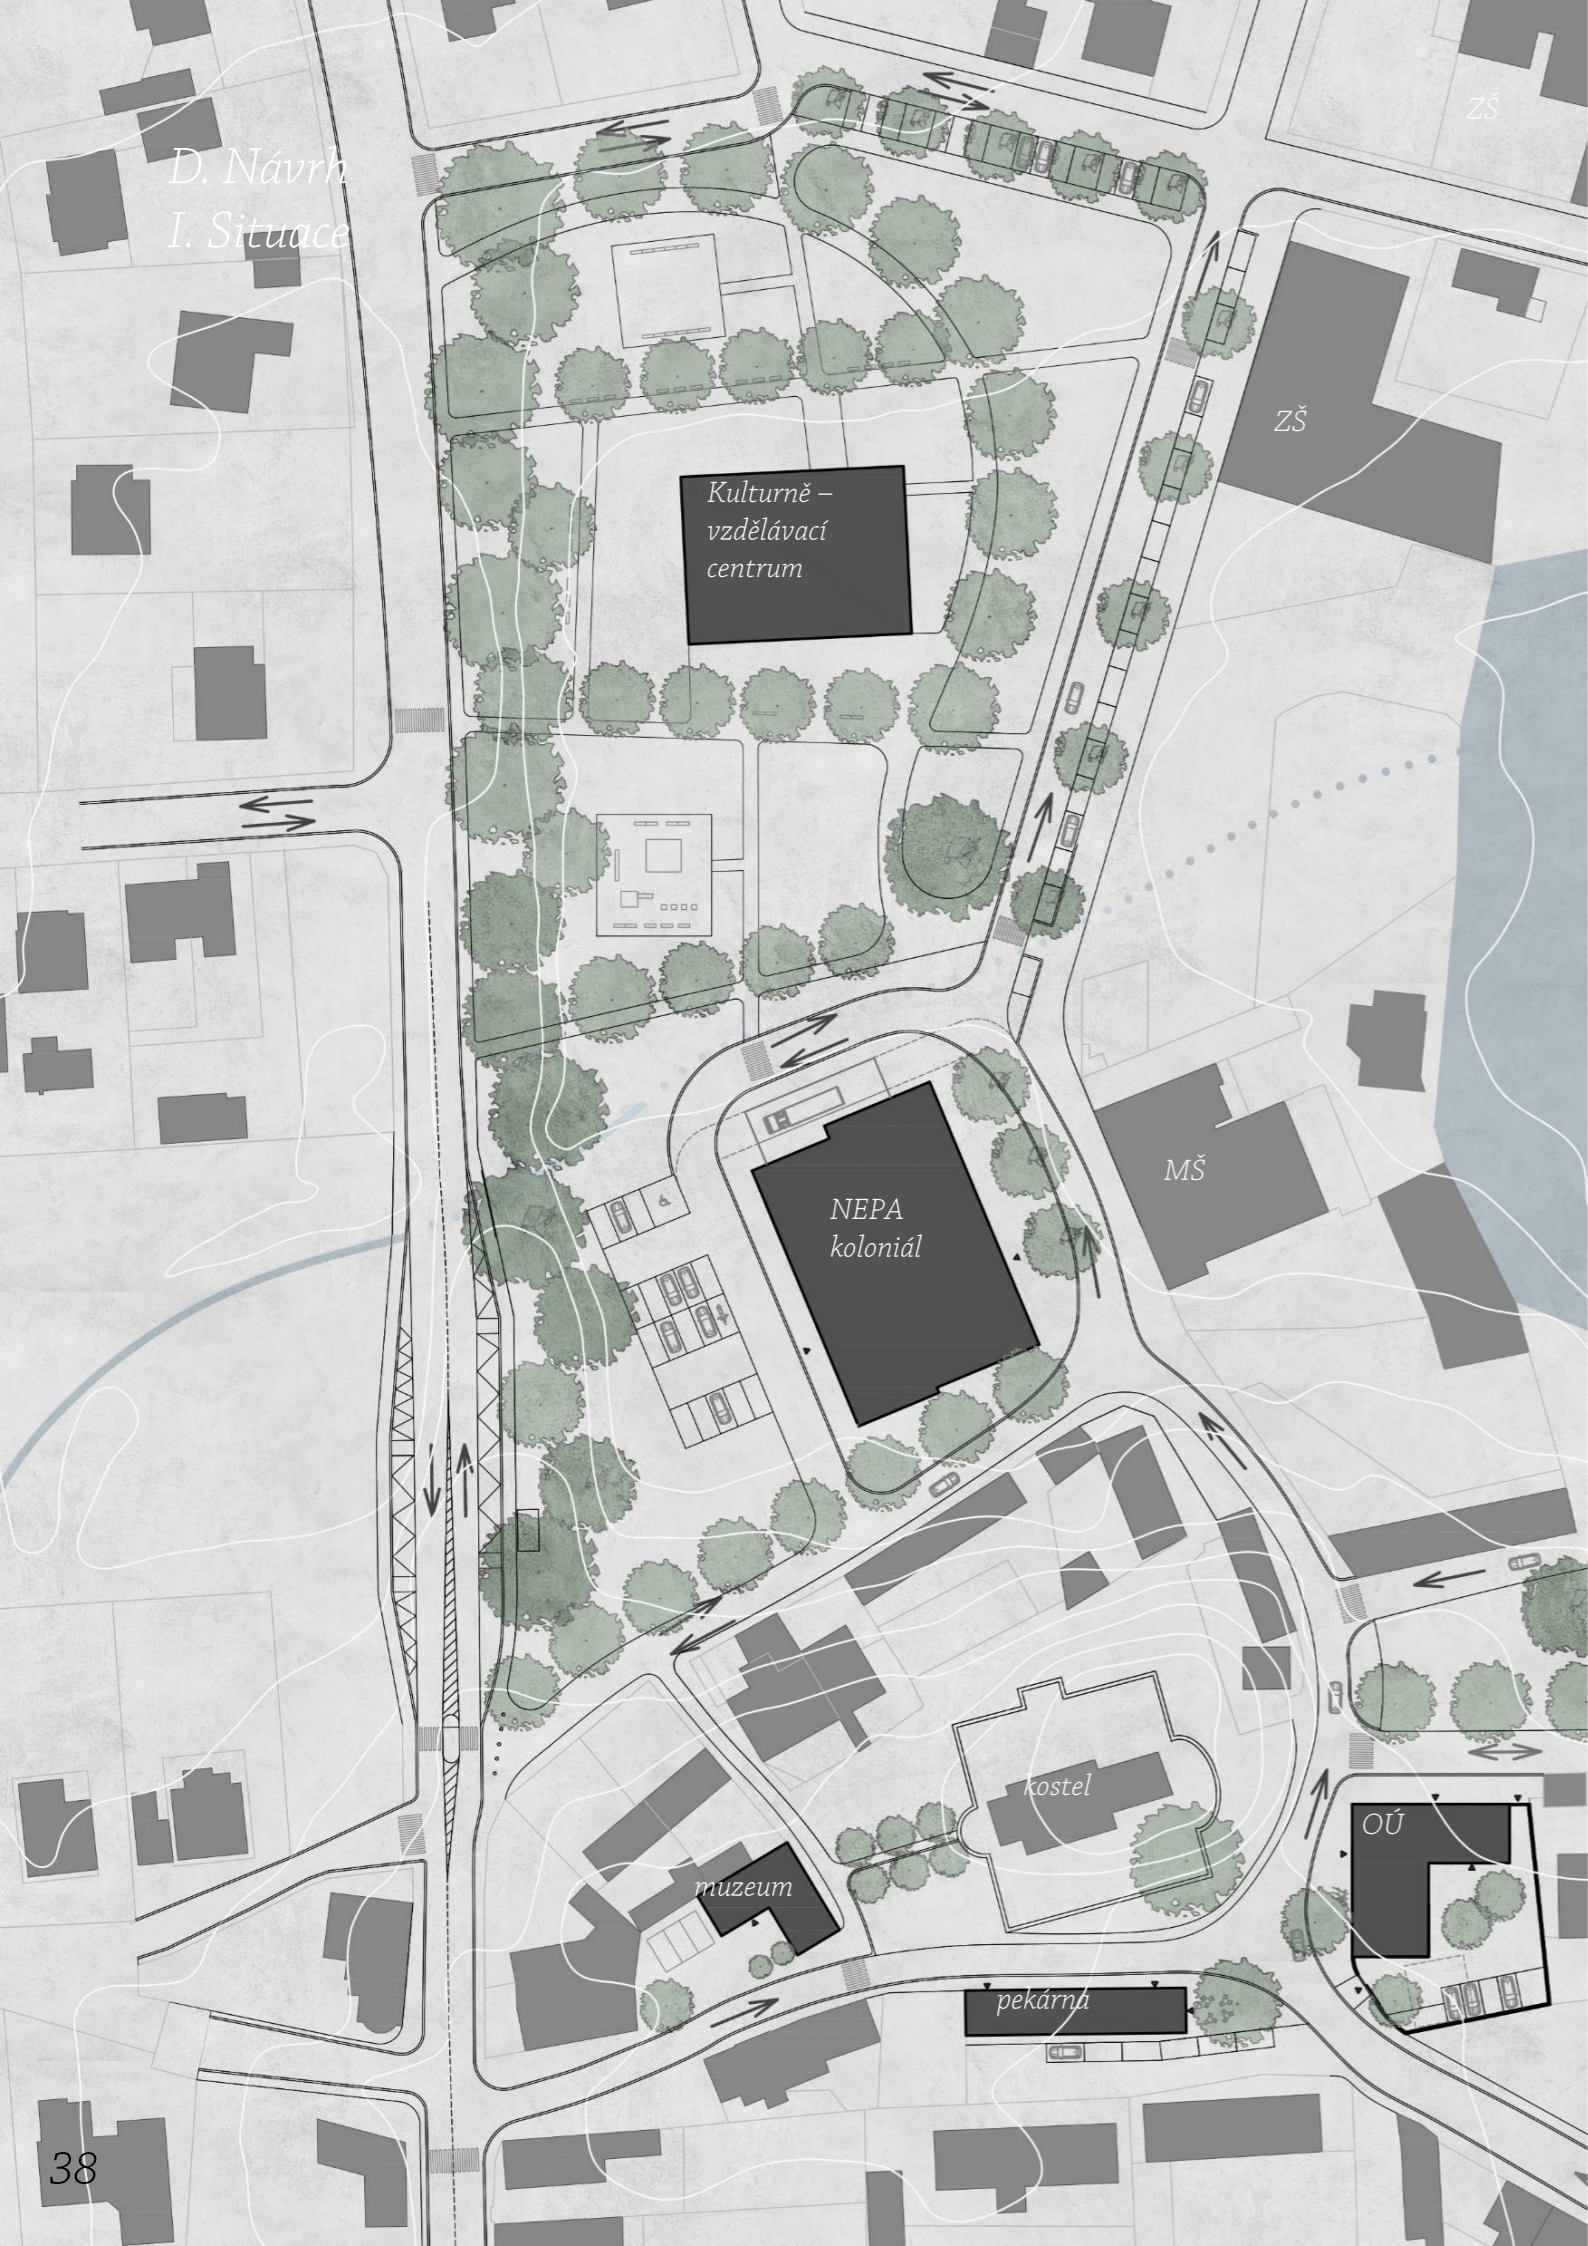 ZŠ
D. Návrh
I. Situace
ZŠ
Kulturně –
vzdělávací
centrum
MŠ
NEPA
koloniál
kostel
OÚ
muzeum
pekárna
38